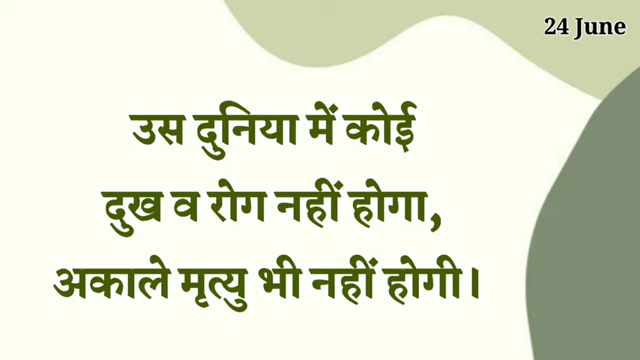 24 June
उस दुनिया में कोई
दुख व रोग नहीं होगा,
अकाले मृत्यु भी नहीं होगी।